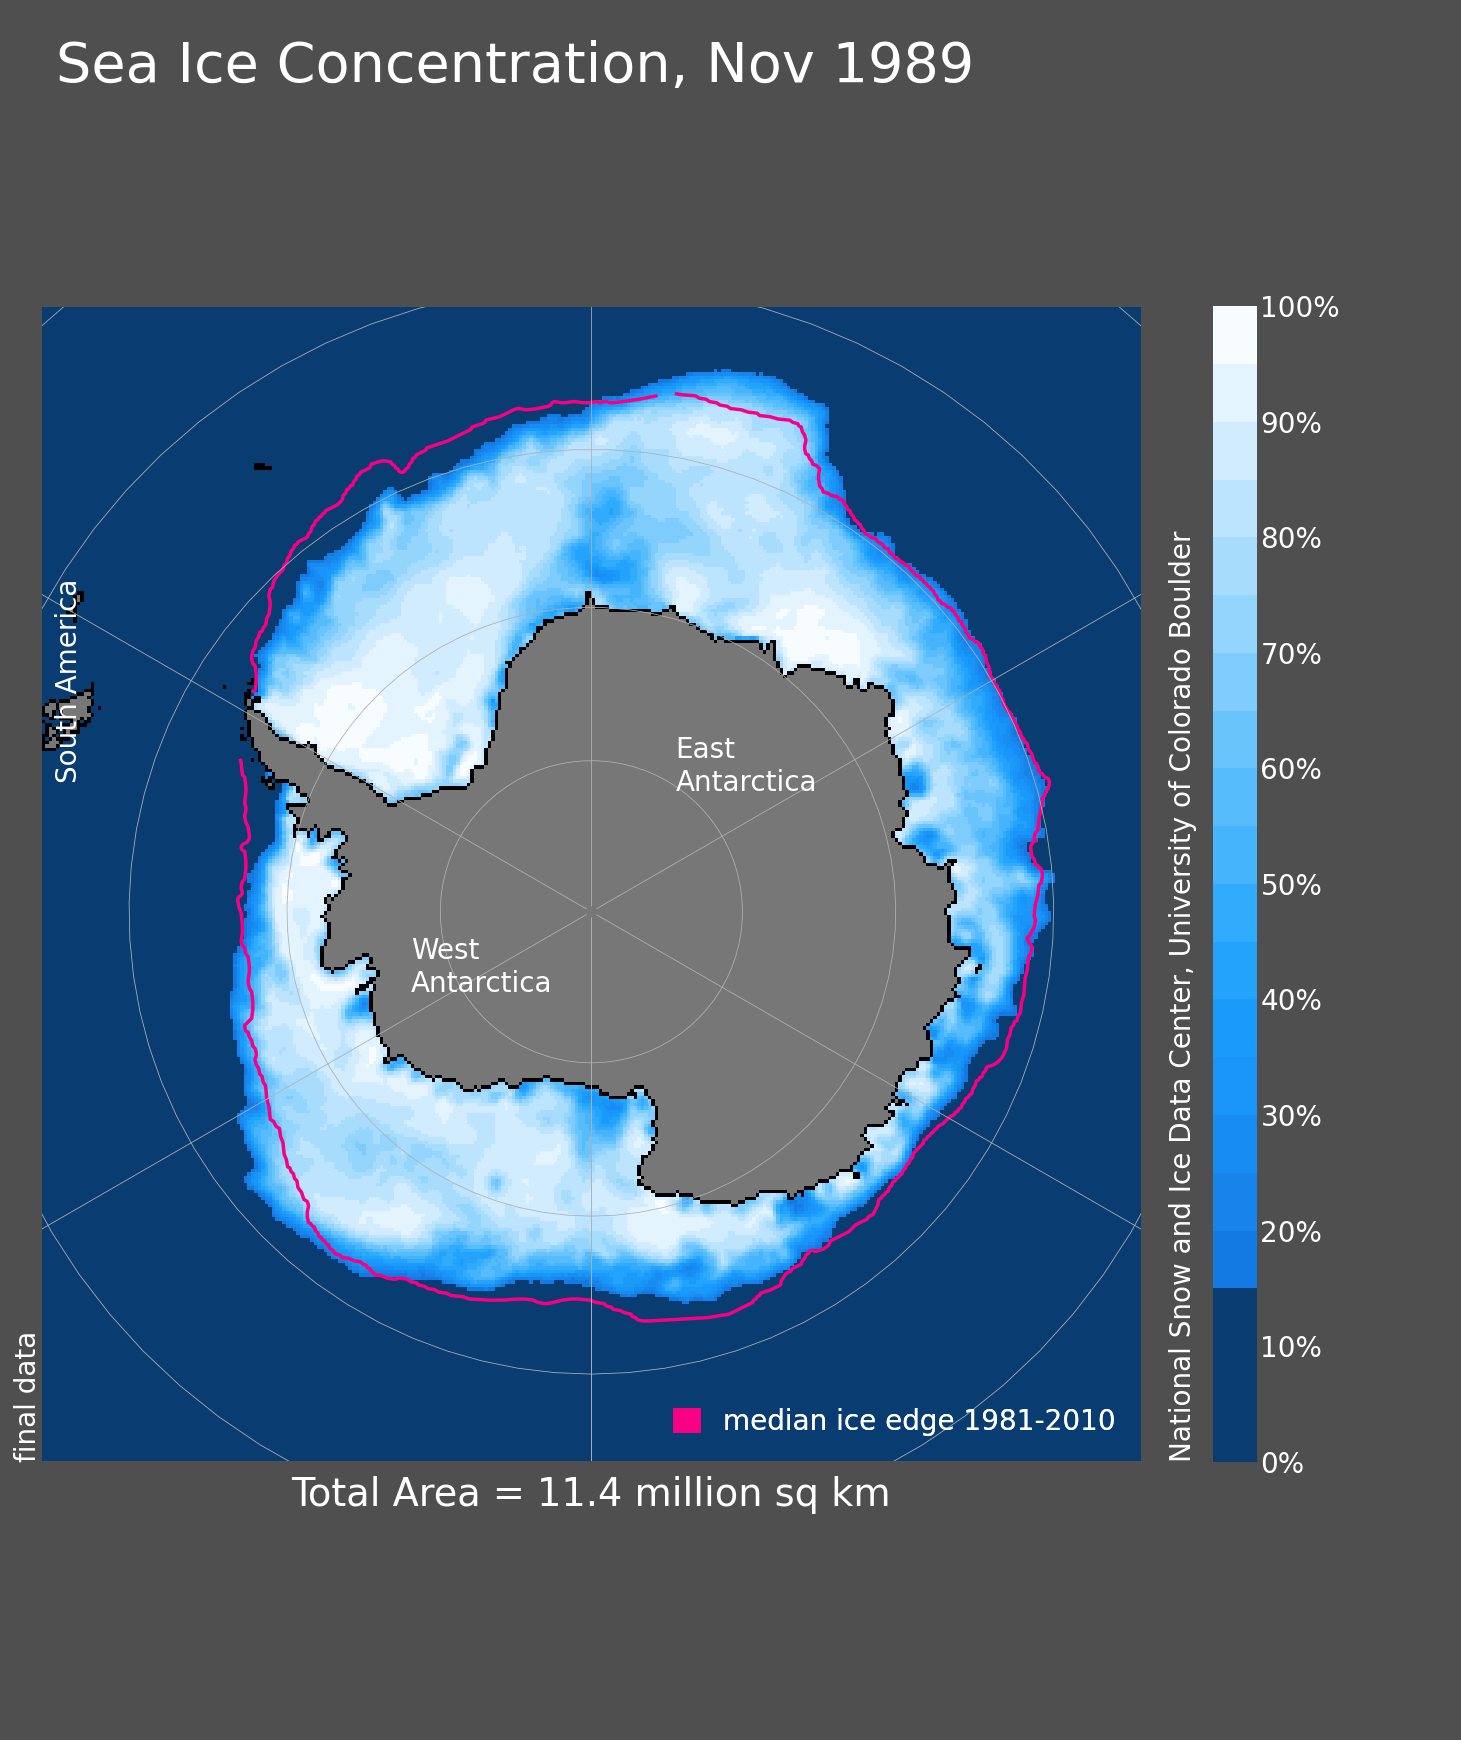 Sea Ice Concentration, Nov 1989
South America
East
Antarctica
West
Antarctica
median ice edge 1981-2010
final data
Total Area = 11.4 million sq km
National Snow and Ice Data Center, University of Colorado Boulder
100%
90%
80%
70%
60%
50%
40%
30%
20%
10%
0%